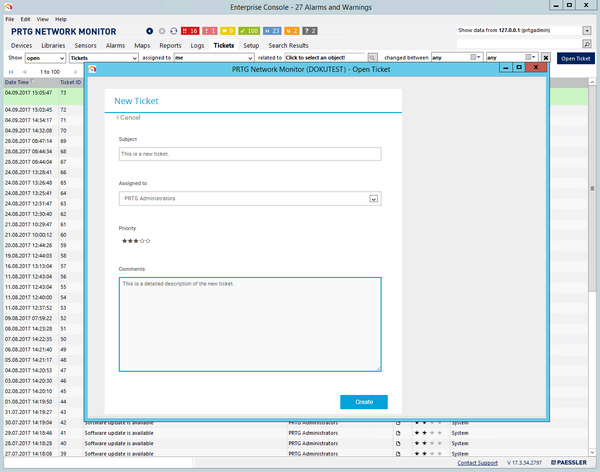 Enterprise Console - 27 Alarms and Warnings
Edit Edit View Help
PRTG NETWORK MONITOR
16 1 9 100 23 2 2
Show data from 127.0.0.1 (prtgadmin)
Devices Libraries Sensors Alarms Maps Reports Logs Tickets Setup Search Results
Show open Tickets assigned to me related to Click to select an object! changed between any any Open Ticket
1 to 100
Date Time Ticket ID
PRTG Network Monitor (DOKUTEST) - Open Ticket
New Ticket
< Cancel
Subject
This is a new ticket.
Assigned to
PRTG Administrators
Priority
Comments
This is a detailed description of the new ticket.
Create
04.09.2017 15:05:47 73
04.09.2017 15:03:45 72
04.09.2017 14:34:17 71
04.09.2017 14:32:08 70
28.08.2017 08:47:14 69
28.08.2017 08:44:34 68
28.08.2017 08:44:04 67
24.08.2017 13:28:41 66
24.08.2017 13:26:48 65
24.08.2017 13:25:41 64
24.08.2017 12:51:47 63
24.08.2017 12:30:40 62
21.08.2017 10:29:47 61
21.08.2017 10:00:12 60
20.08.2017 12:44:26 59
19.08.2017 12:44:03 58
16.08.2017 13:13:04 57
11.08.2017 12:43:04 56
11.08.2017 12:43:04 55
11.08.2017 11:40:00 54
11.08.2017 12:37:52 53
09.08.2017 07:59:22 52
08.08.2017 14:23:28 51
07.08.2017 14:22:35 50
06.08.2017 14:21:40 49
05.08.2017 14:21:17 48
04.08.2017 14:20:53 47
03.08.2017 14:20:30 46
02.08.2017 14:20:10 45
01.08.2017 14:19:50 44
31.07.2017 14:19:27 43
30.07.2017 14:19:04 42 Software update is available PRTG Administrators System
29.07.2017 14:18:46 41 Software update is available PRTG Administrators System
28.07.2017 14:18:28 40 Software update is available PRTG Administrators System
27.07.2017 14:18:08 39 Software update is available PRTG Administrators System
Contact Support V 17.3.34.2797 PAESSLER